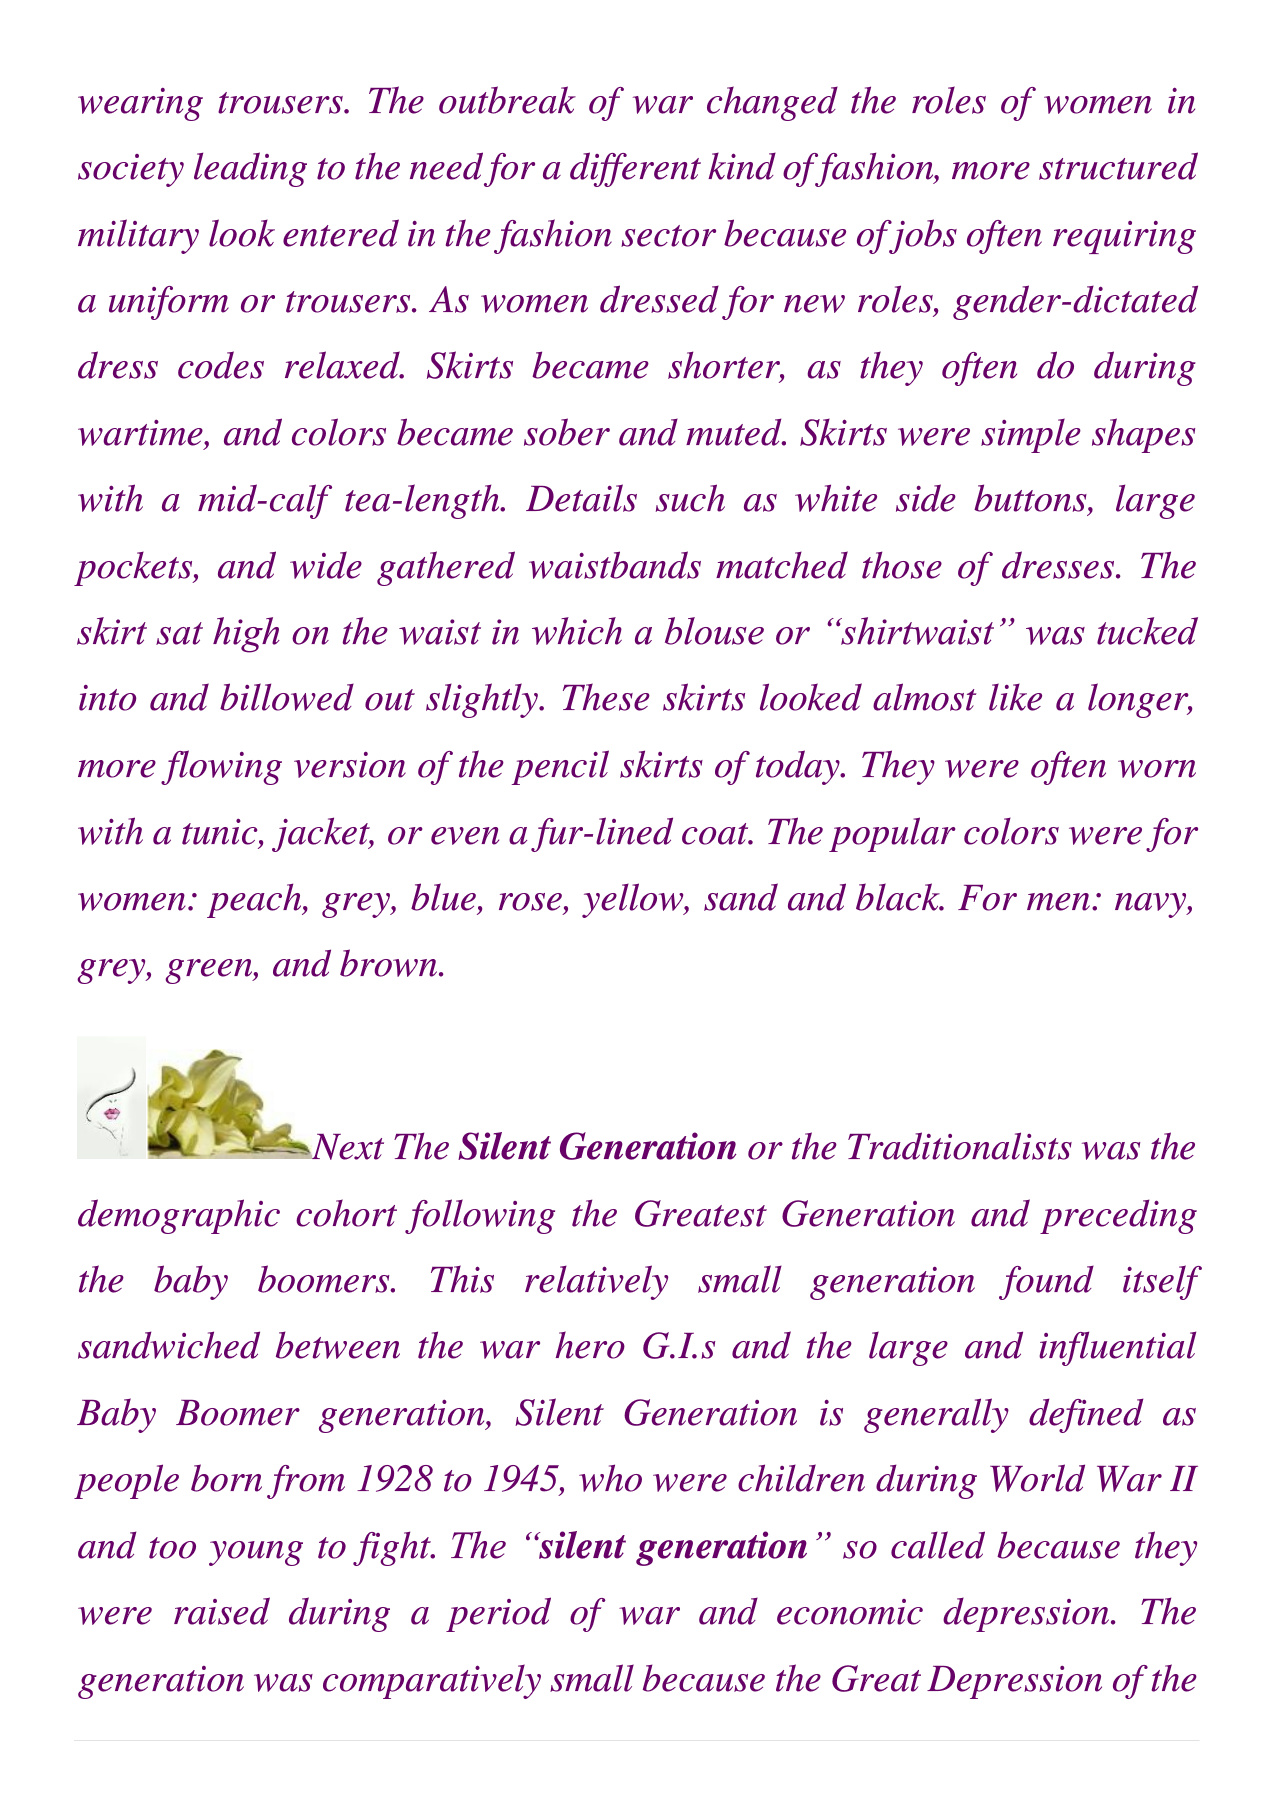 wearing trousers. The outbreak of war changed the roles of women in
society leading to the need for a different kind of fashion, more structured
military look entered in the fashion sector because of jobs often requiring
a uniform or trousers. As women dressed for new roles, gender-dictated
dress codes relaxed. Skirts became shorter, as they often do during
wartime, and colors became sober and muted. Skirts were simple shapes
with a mid-calf tea-length. Details such as white side buttons, large
pockets, and wide gathered waistbands matched those of dresses. The
skirt sat high on the waist in which a blouse or “shirtwaist” was tucked
into and billowed out slightly. These skirts looked almost like a longer,
more flowing version of the pencil skirts of today. They were often worn
with a tunic, jacket, or even a fur-lined coat. The popular colors were for
women: peach, grey, blue, rose, yellow, sand and black. For men: navy,
grey, green, and brown.
Next The Silent Generation or the Traditionalists was the
demographic cohort following the Greatest Generation and preceding
the baby boomers. This relatively small generation found itself
sandwiched between the war hero G.I.s and the large and influential
Baby Boomer generation, Silent Generation is generally defined as
people born from 1928 to 1945, who were children during World War II
and too young to fight. The “silent generation” so called because they
were raised during a period of war and economic depression. The
generation was comparatively small because the Great Depression of the